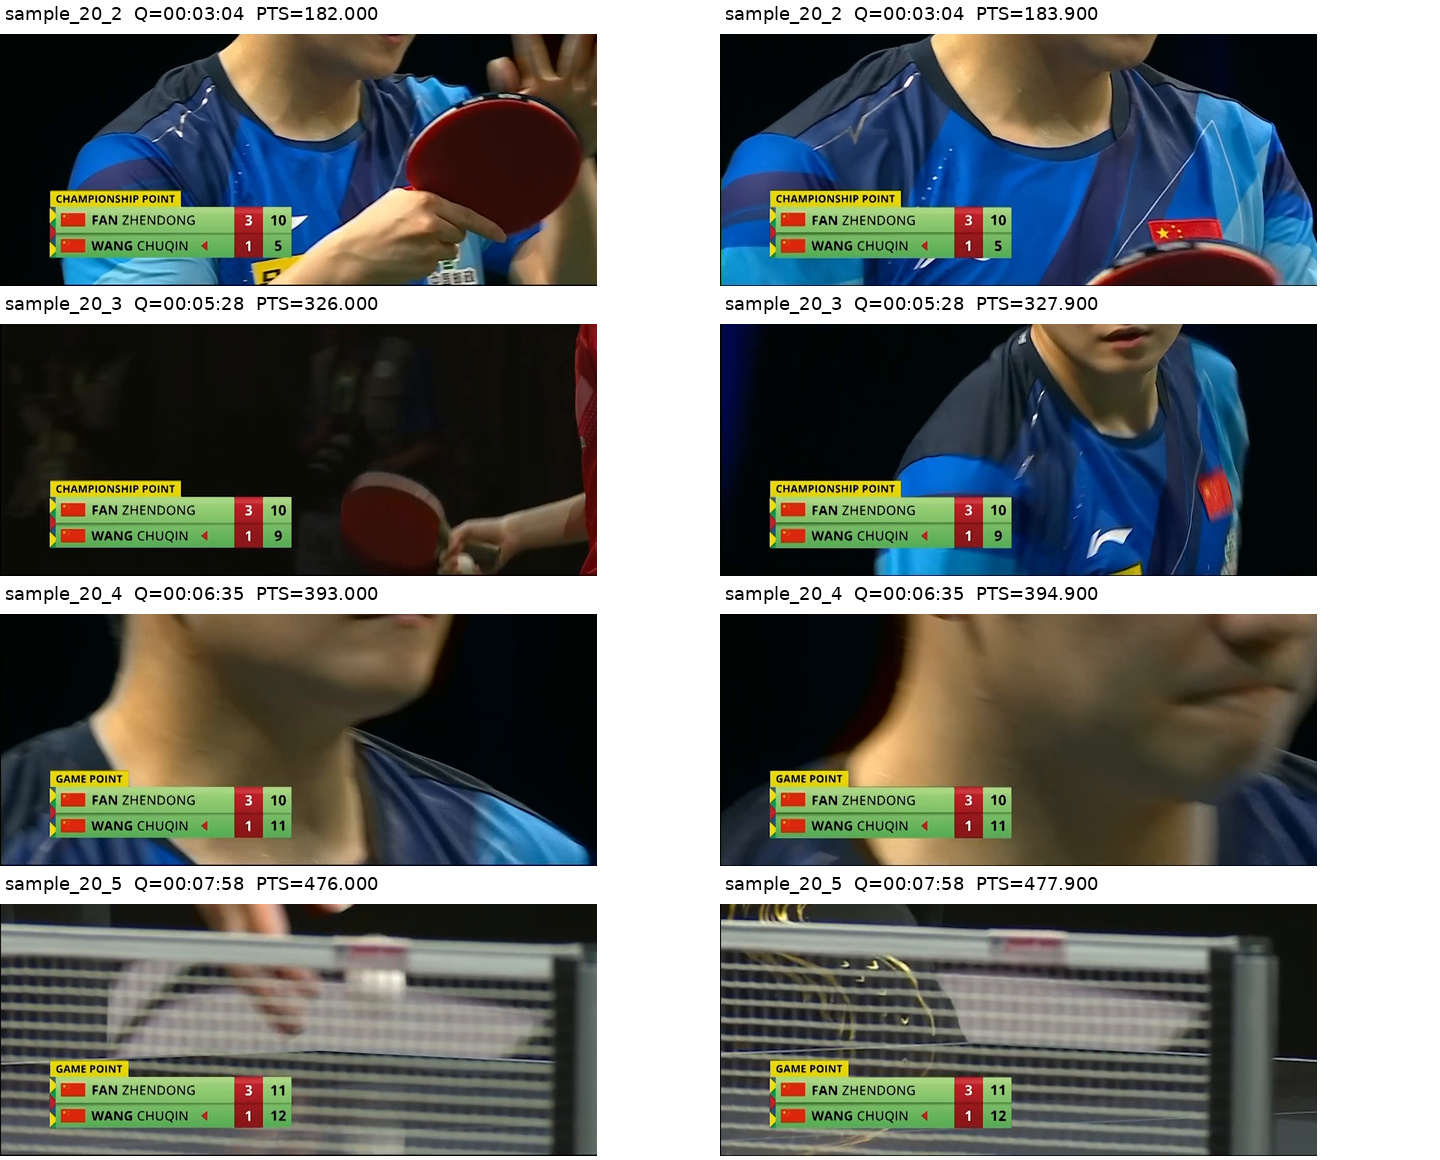 sample_20_2 Q=00:03:04 PTS=182.000
CHAMPIONSHIP POINT
FAN ZHENDONG 3 10
WANG CHUQIN 1 5
sample_20_2 Q=00:03:04 PTS=183.900
CHAMPIONSHIP POINT
FAN ZHENDONG 3 10
WANG CHUQIN 1 5
sample_20_3 Q=00:05:28 PTS=326.000
CHAMPIONSHIP POINT
FAN ZHENDONG 3 10
WANG CHUQIN 1 9
sample_20_3 Q=00:05:28 PTS=327.900
CHAMPIONSHIP POINT
FAN ZHENDONG 3 10
WANG CHUQIN 1 9
sample_20_4 Q=00:06:35 PTS=393.000
GAME POINT
FAN ZHENDONG 3 10
WANG CHUQIN 1 11
sample_20_4 Q=00:06:35 PTS=394.900
GAME POINT
FAN ZHENDONG 3 10
WANG CHUQIN 1 11
sample_20_5 Q=00:07:58 PTS=476.000
GAME POINT
FAN ZHENDONG 3 11
WANG CHUQIN 1 12
sample_20_5 Q=00:07:58 PTS=477.900
GAME POINT
FAN ZHENDONG 3 11
WANG CHUQIN 1 12